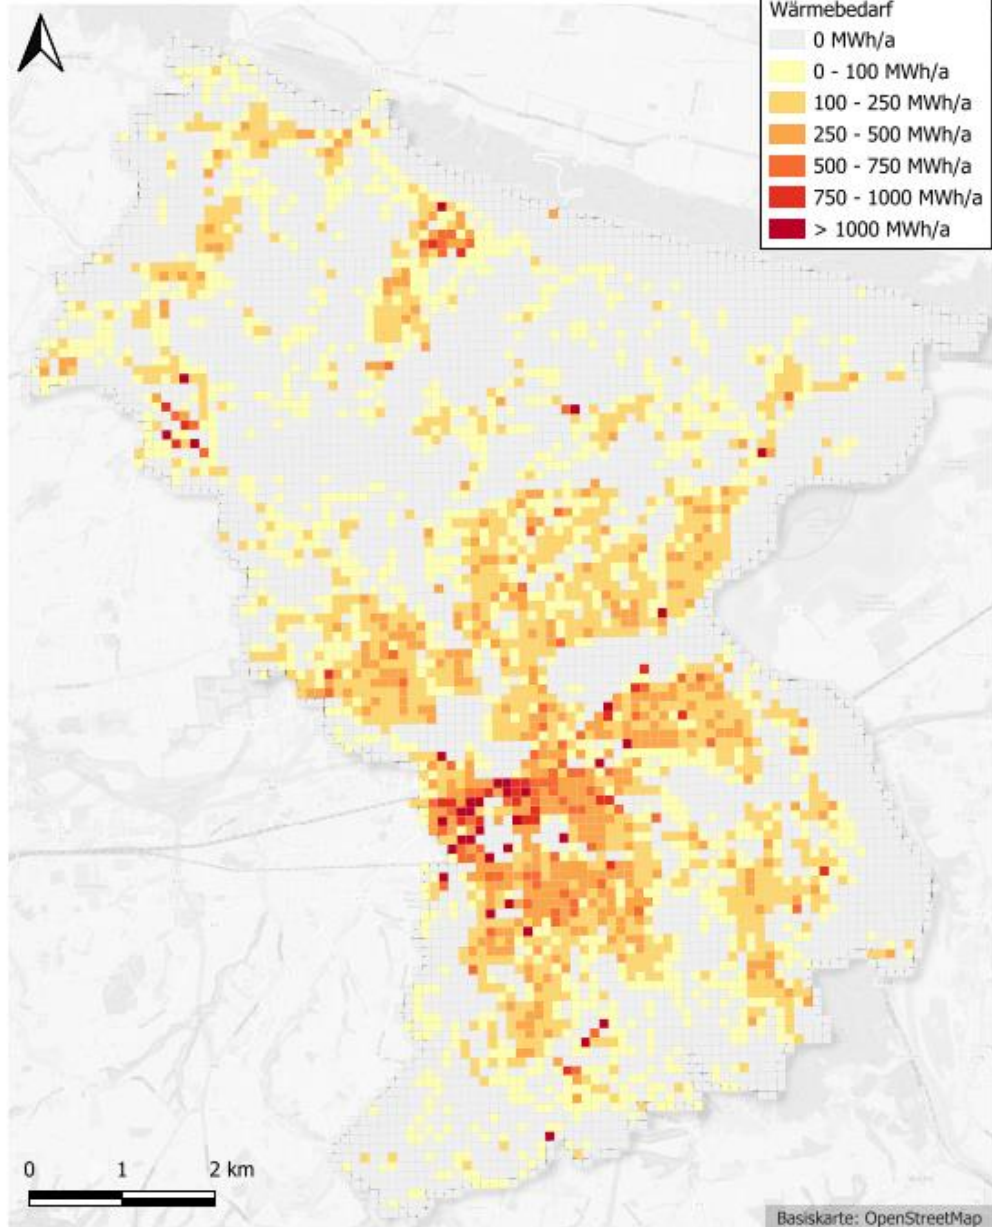 Wärmebedarf
0 MWh/a
0 - 100 MWh/a
100 - 250 MWh/a
250 - 500 MWh/a
500 - 750 MWh/a
750 - 1000 MWh/a
> 1000 MWh/a
0 1 2 km
Basiskarte: OpenStreetMap